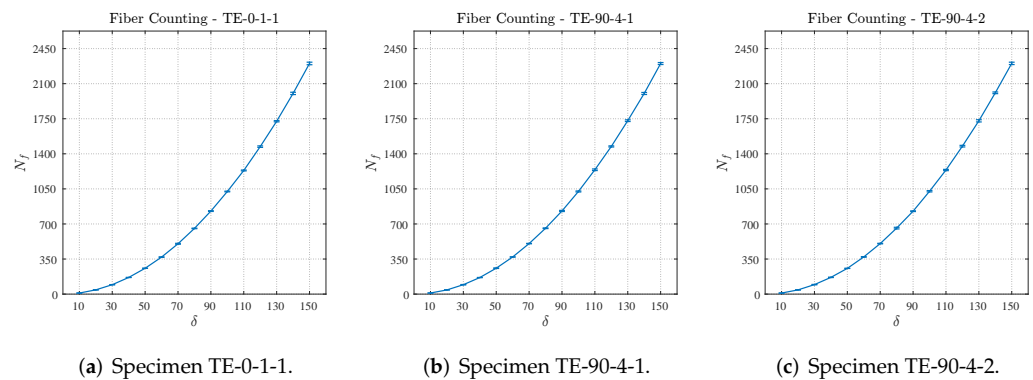 Fiber Counting - TE-0-1-1
2450
2100
1750
1400
1050
700
350
0
N_f
10 30 50 70 90 110 130 150
δ
(a) Specimen TE-0-1-1.
Fiber Counting - TE-90-4-1
2450
2100
1750
1400
1050
700
350
0
N_f
10 30 50 70 90 110 130 150
δ
(b) Specimen TE-90-4-1.
Fiber Counting - TE-90-4-2
2450
2100
1750
1400
1050
700
350
0
N_f
10 30 50 70 90 110 130 150
δ
(c) Specimen TE-90-4-2.